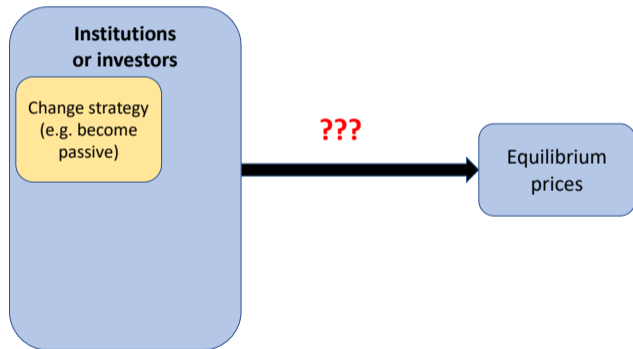 Institutions
or investors
Change strategy
(e.g. become
passive)
???
Equilibrium
prices